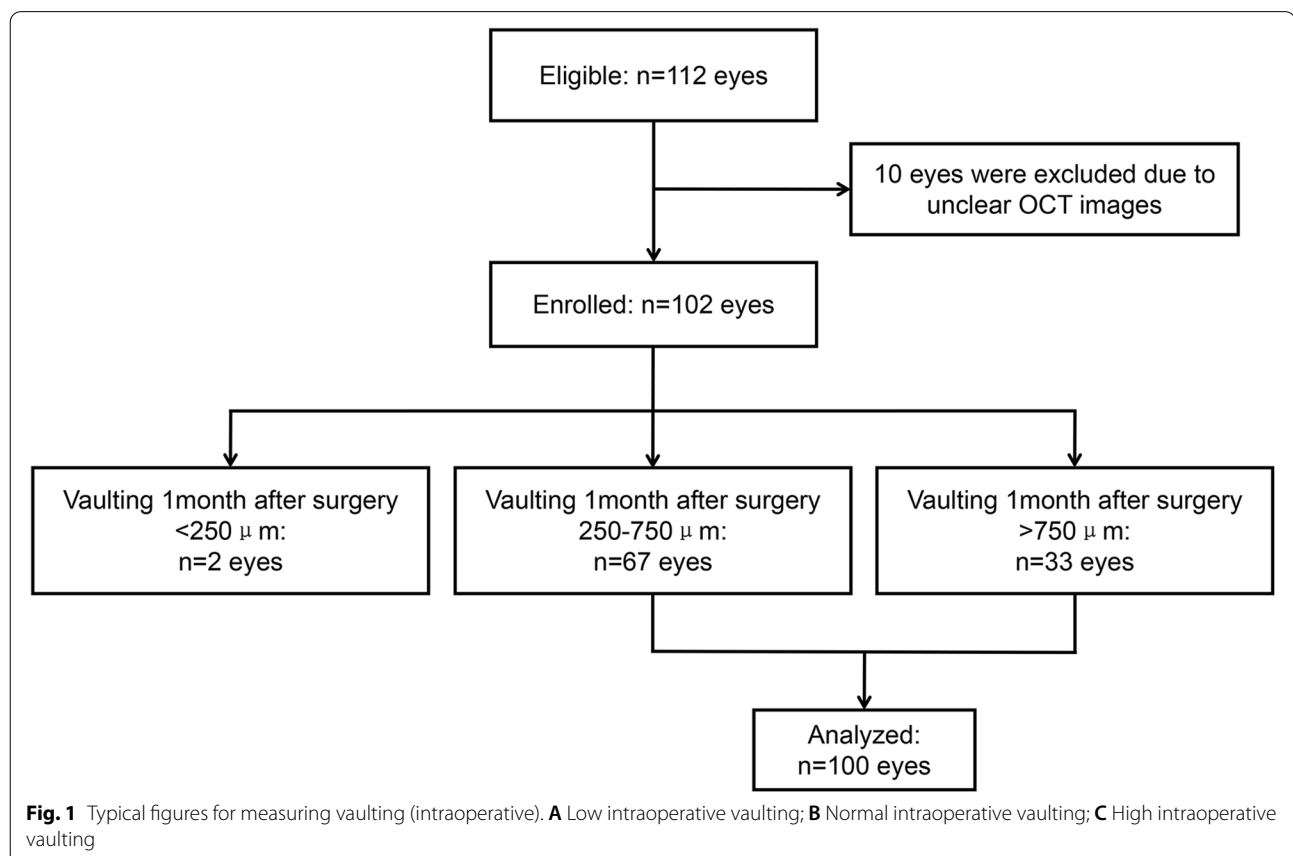 Eligible: n=112 eyes
10 eyes were excluded due to
unclear OCT images
Enrolled: n=102 eyes
Vaulting 1month after surgery
<250 μm:
n=2 eyes
Vaulting 1month after surgery
250-750 μm:
n=67 eyes
Vaulting 1month after surgery
>750 μm:
n=33 eyes
Analyzed:
n=100 eyes
Fig. 1 Typical figures for measuring vaulting (intraoperative). A Low intraoperative vaulting; B Normal intraoperative vaulting; C High intraoperative
vaulting